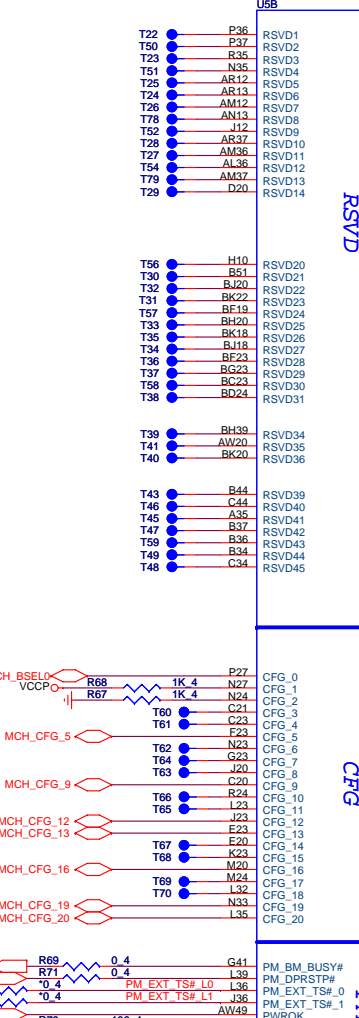 U5B
T22 P36 RSVD1
T50 P37 RSVD2
T23 R35 RSVD3
T51 N35 RSVD4
T25 AR12 RSVD5
T24 AR13 RSVD6
T26 AM12 RSVD7
T78 AN13 RSVD8
T52 J12 RSVD9
T28 AR37 RSVD10
T27 AM36 RSVD11
T54 AL36 RSVD12
T79 AM37 RSVD13
T29 D20 RSVD14
RSVD
T56 H10 RSVD20
T30 B51 RSVD21
T32 BJ20 RSVD22
T31 BK22 RSVD23
T57 BF19 RSVD24
T33 BH20 RSVD25
T35 BK18 RSVD26
T34 BJ18 RSVD27
T36 BF23 RSVD28
T37 BG23 RSVD29
T58 BC23 RSVD30
T38 BD24 RSVD31
T39 BH39 RSVD34
T41 AW20 RSVD35
T40 BK20 RSVD36
T43 B44 RSVD39
T46 C44 RSVD40
T45 A35 RSVD41
T47 B37 RSVD42
T59 B36 RSVD43
T49 B34 RSVD44
T48 C34 RSVD45
CH_BSEL0 P27 CFG_0
VCCP R68 1K_4 N27 CFG_1
R67 1K_4 N24 CFG_2
T60 C21 CFG_3
T61 C23 CFG_4
MCH_CFG_5 F23 CFG_5
T62 N23 CFG_6
T64 G23 CFG_7
T63 J20 CFG_8
MCH_CFG_9 C20 CFG_9
T66 R24 CFG_10
T65 L23 CFG_11
MCH_CFG_12 J23 CFG_12
MCH_CFG_13 E23 CFG_13
T67 E20 CFG_14
T68 K23 CFG_15
MCH_CFG_16 M20 CFG_16
T69 M24 CFG_17
T70 L32 CFG_18
MCH_CFG_19 N33 CFG_19
MCH_CFG_20 L35 CFG_20
CFG
R69 0_4 G41 PM_BM_BUSY#
R71 0_4 L39 PM_DPRSTP#
*0_4 PM_EXT_TS#_L0 L36 PM_EXT_TS#_0
*0_4 PM_EXT_TS#_L1 J36 PM_EXT_TS#_1
AW49 PWROK